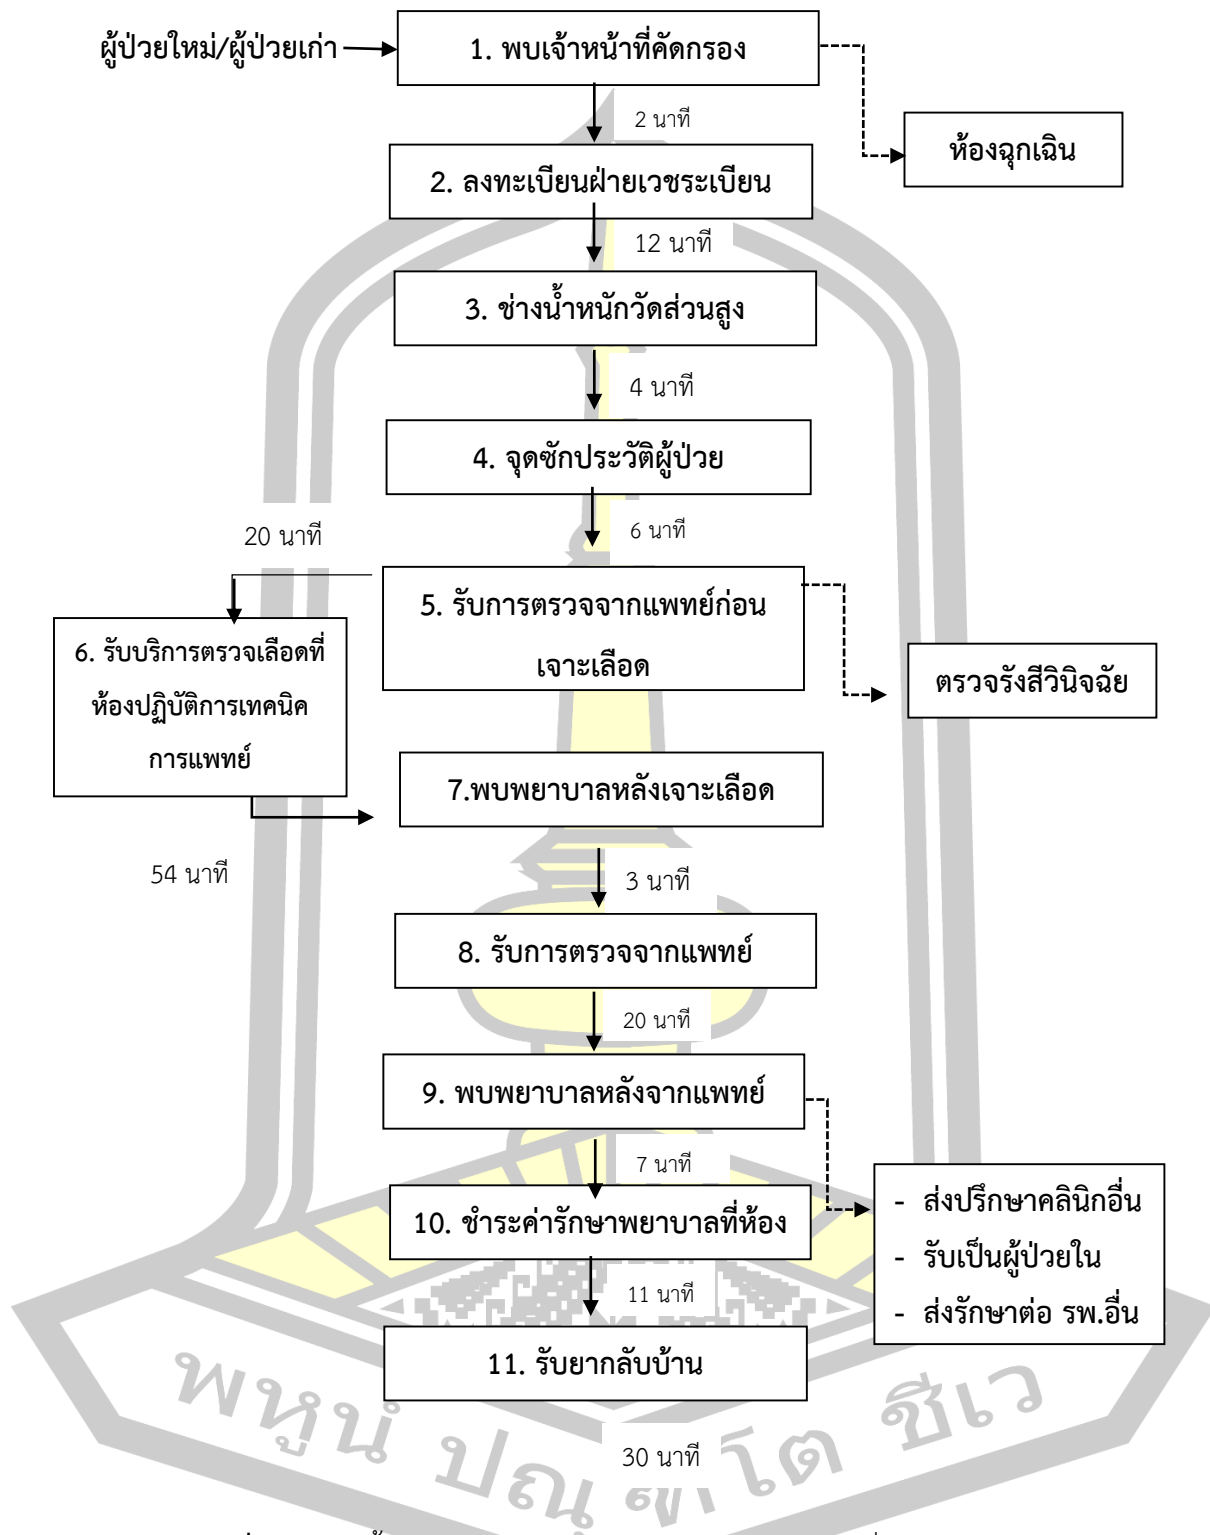 ผู้ป่วยใหม่/ผู้ป่วยเก่า
1. พบเจ้าหน้าที่คัดกรอง
2 นาที
ห้องฉุกเฉิน
2. ลงทะเบียนฝ่ายเวชระเบียน
12 นาที
3. ช่างน้ำหนักวัดส่วนสูง
4 นาที
4. จุดซักประวัติผู้ป่วย
6 นาที
20 นาที
5. รับการตรวจจากแพทย์ก่อน
เจาะเลือด
6. รับบริการตรวจเลือดที่
ห้องปฏิบัติการเทคนิค
การแพทย์
ตรวจรังสีวินิจฉัย
7.พบพยาบาลหลังเจาะเลือด
54 นาที
3 นาที
8. รับการตรวจจากแพทย์
20 นาที
9. พบพยาบาลหลังจากแพทย์
7 นาที
- ส่งปรึกษาคลินิกอื่น
- รับเป็นผู้ป่วยใน
- ส่งรักษาต่อ รพ.อื่น
10. ชำระค่ารักษาพยาบาลที่ห้อง
11 นาที
11. รับยากลับบ้าน
30 นาที
พหูนํ ปณ โต ชีเว